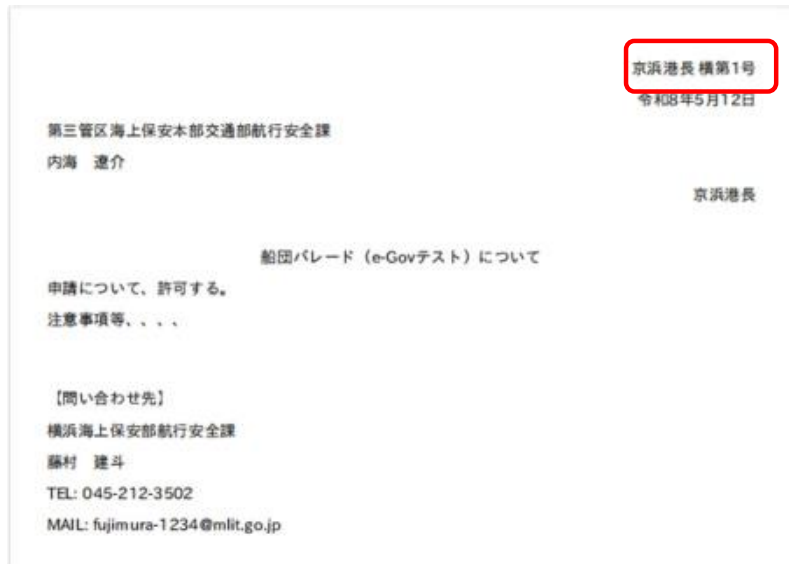 京浜港長 横第1号
令和8年5月12日
第三管区海上保安本部交通部航行安全課
内海　遼介
京浜港長
船団パレード（e-Govテスト）について
申請について、許可する。
注意事項等、、、、
【問い合わせ先】
横浜海上保安部航行安全課
藤村　建斗
TEL: 045-212-3502
MAIL: fujimura-1234@mlit.go.jp